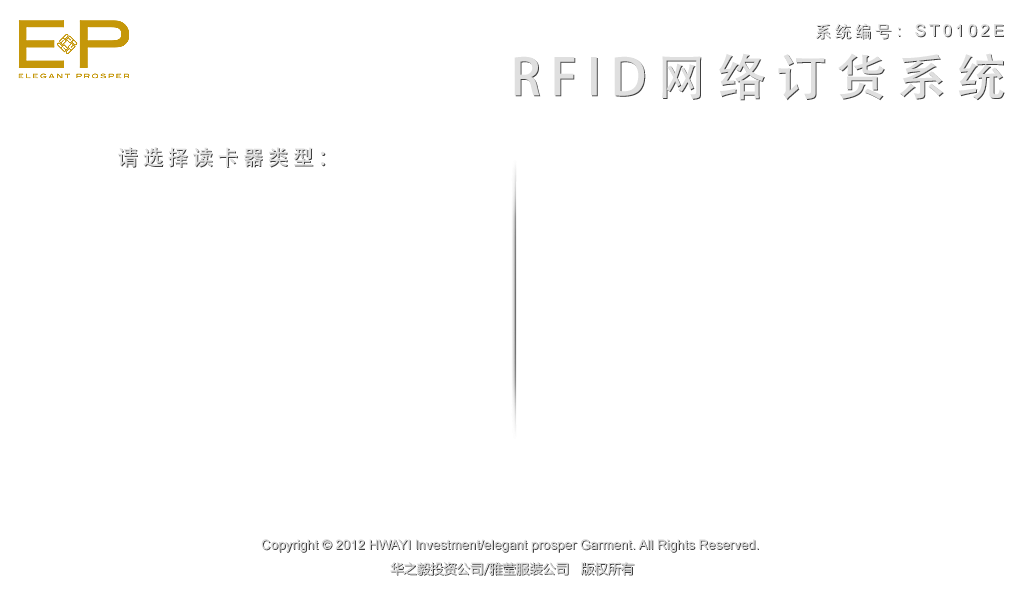 EP
ELEGANT PROSPER
系统编号：ST0102E
RFID网络订货系统
请选择读卡器类型：
Copyright © 2012 HWAYI Investment/elegant prosper Garment. All Rights Reserved.
华之毅投资公司/雅莹服装公司 版权所有